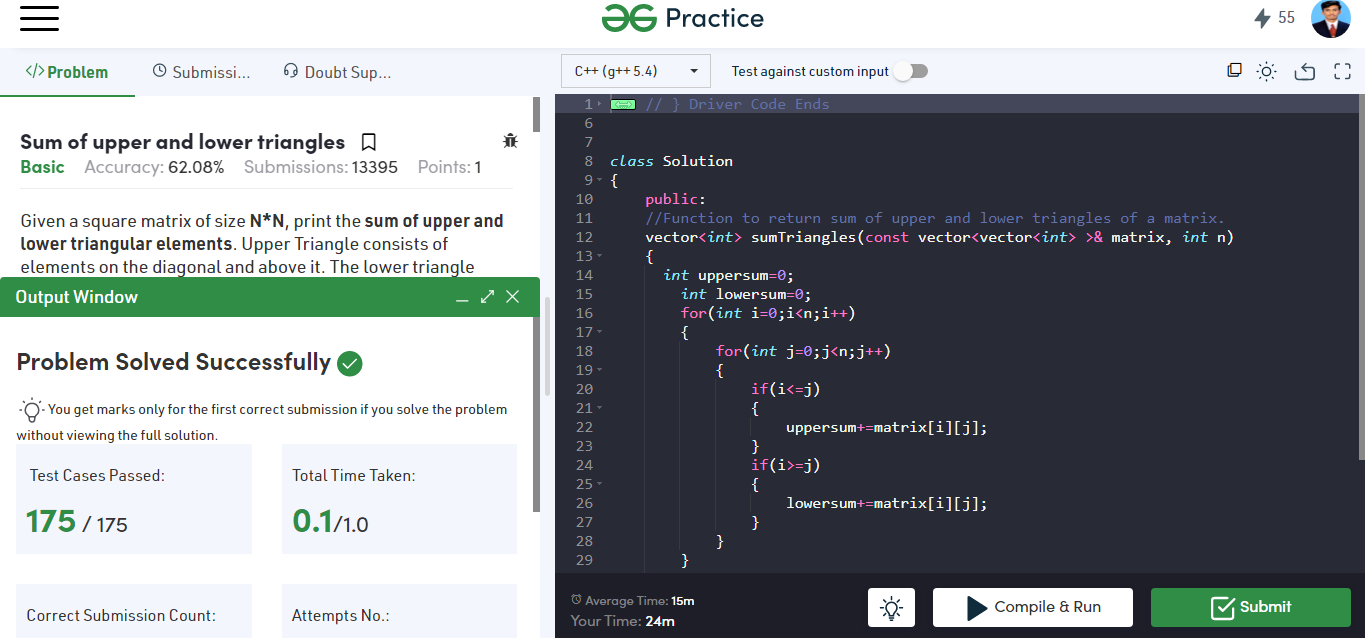 Practice
55
</>Problem
Submissi...
Doubt Sup...
C++ (g++ 5.4)
Test against custom input
Sum of upper and lower triangles
Basic Accuracy: 62.08% Submissions: 13395 Points: 1
Given a square matrix of size N*N, print the sum of upper and
lower triangular elements. Upper Triangle consists of
elements on the diagonal and above it. The lower triangle
Output Window
Problem Solved Successfully
You get marks only for the first correct submission if you solve the problem
without viewing the full solution.
Test Cases Passed:
175 / 175
Total Time Taken:
0.1/1.0
Correct Submission Count:
Attempts No.:
1 // } Driver Code Ends
6
7
8 class Solution
9 {
10 public:
11 //Function to return sum of upper and lower triangles of a matrix.
12 vector<int> sumTriangles(const vector<vector<int> >& matrix, int n)
13 {
14 int uppersum=0;
15 int lowersum=0;
16 for(int i=0;i<n;i++)
17 {
18 for(int j=0;j<n;j++)
19 {
20 if(i<=j)
21 {
22 uppersum+=matrix[i][j];
23 }
24 if(i>=j)
25 {
26 lowersum+=matrix[i][j];
27 }
28 }
29 }
Average Time: 15m
Your Time: 24m
Compile & Run
Submit